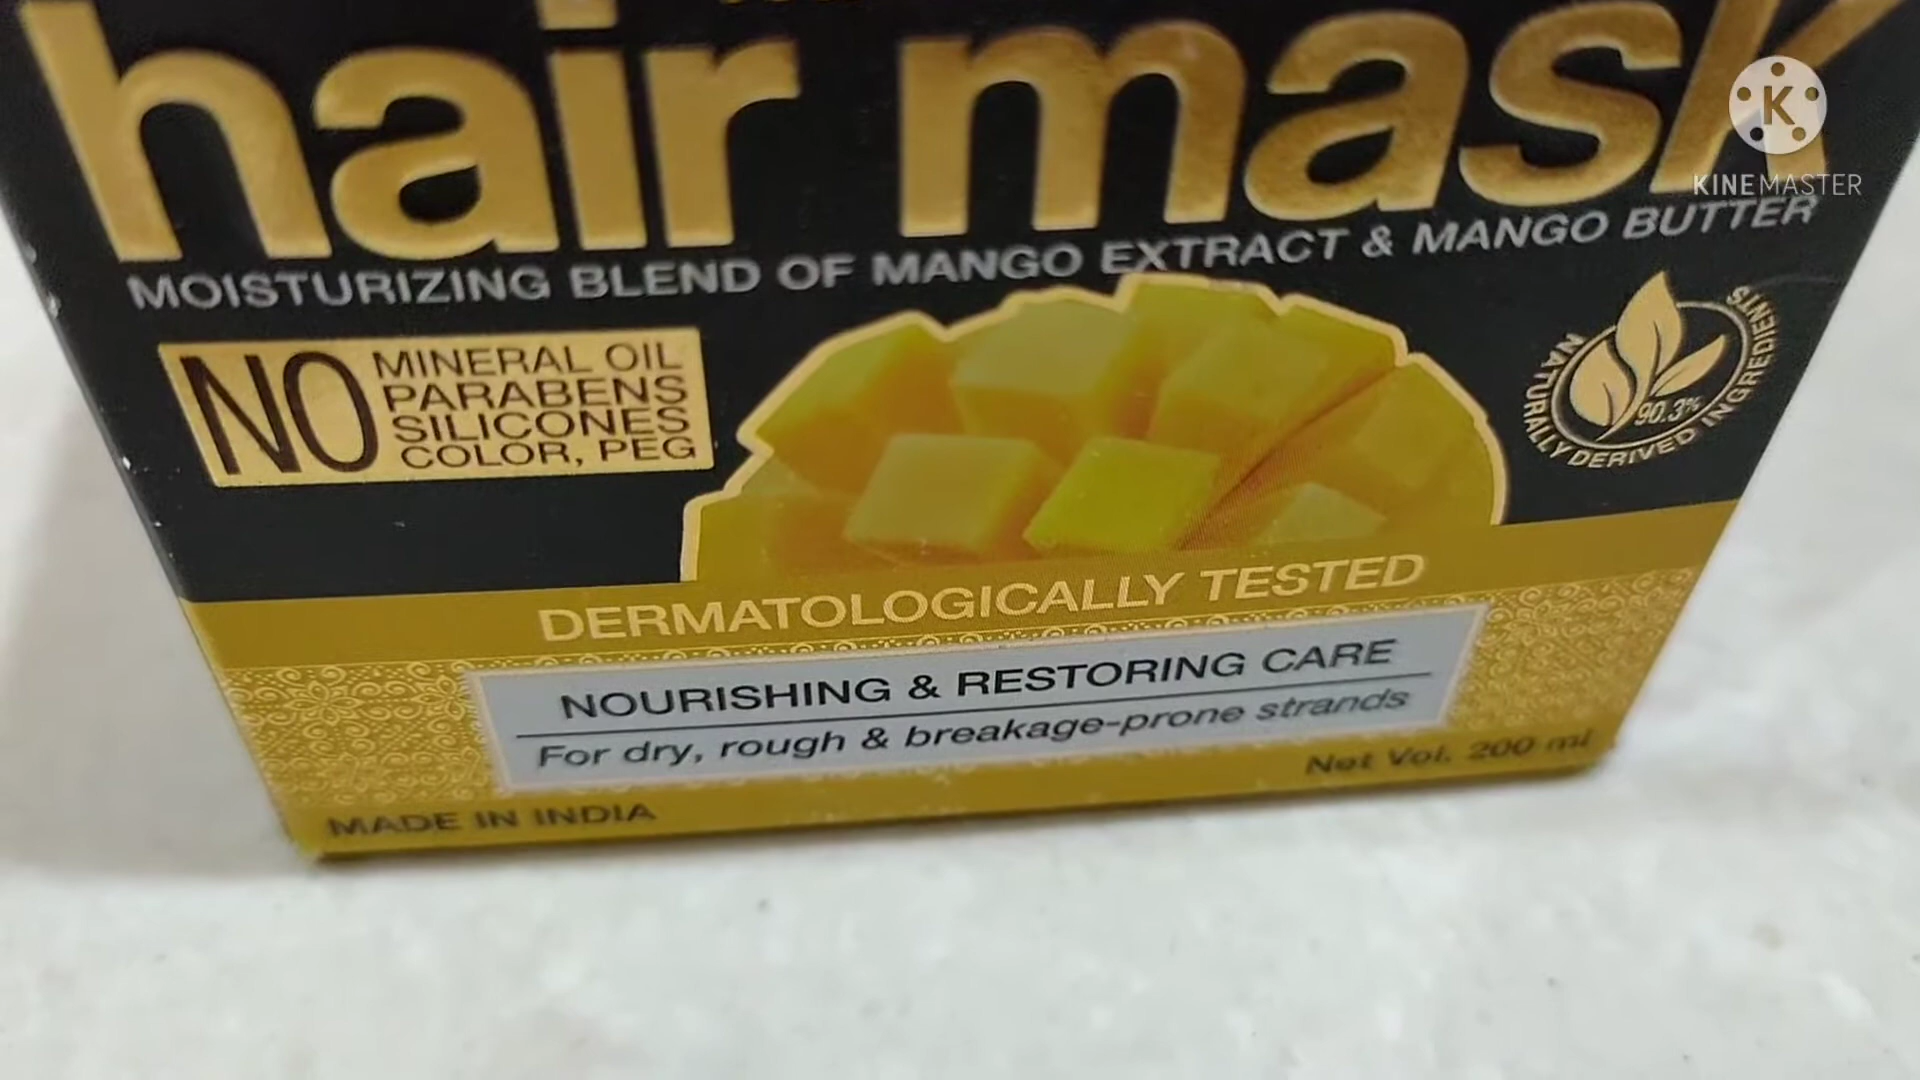 hair mask
MOISTURIZING BLEND OF MANGO EXTRACT & MANGO BUTTER
NO
MINERAL OIL
PARABENS
SILICONES
COLOR, PEG
90.3%
NATURALLY DERIVED INGREDIENTS
DERMATOLOGICALLY TESTED
NOURISHING & RESTORING CARE
For dry, rough & breakage-prone strands
Net Vol. 200 ml
MADE IN INDIA
K
KINEMASTER